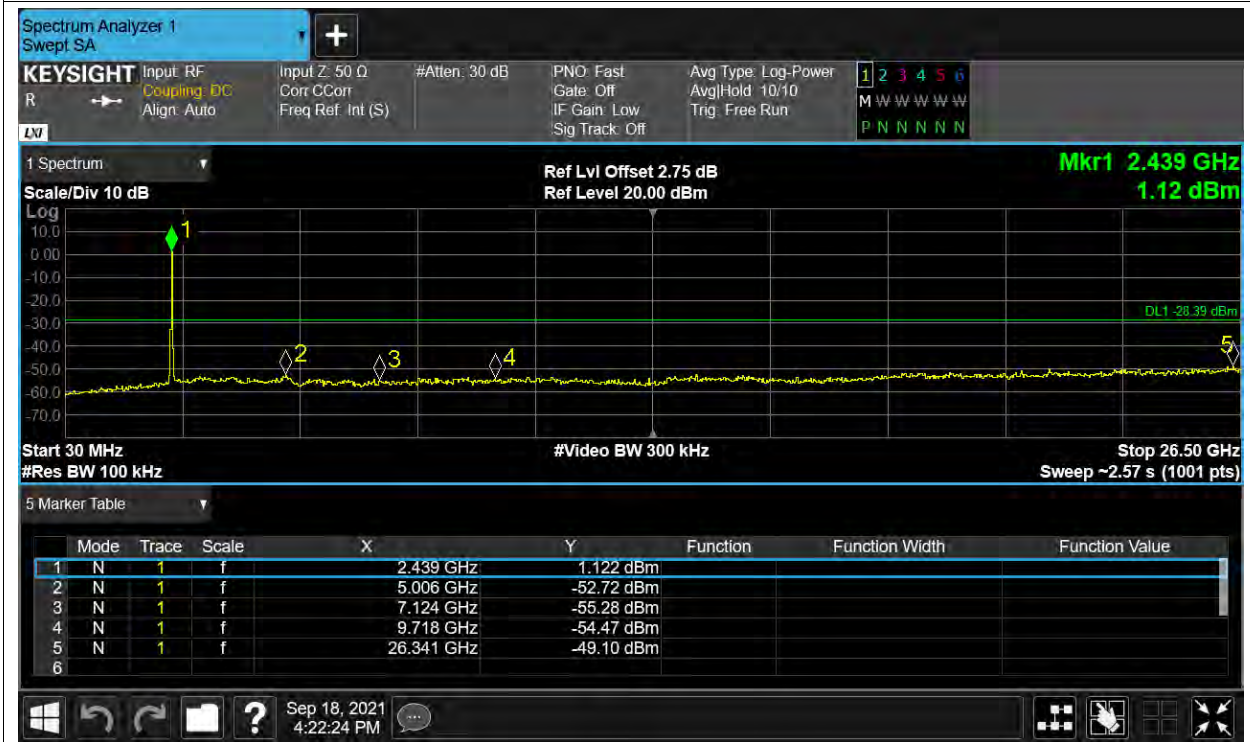 Spectrum Analyzer 1
Swept SA
+
KEYSIGHT Input: RF Input Z: 50 Ω #Atten: 30 dB PNO: Fast Avg Type: Log-Power 1 2 3 4 5 6
R Coupling: DC Corr CCorr Gate: Off Avg|Hold: 10/10 M W W W W W
Align: Auto Freq Ref: Int (S) IF Gain: Low Trig: Free Run
LXI Sig Track: Off P N N N N N
1 Spectrum Ref Lvl Offset 2.75 dB Mkr1 2.439 GHz
Scale/Div 10 dB Ref Level 20.00 dBm 1.12 dBm
Log
10.0 1
0.00
-10.0
-20.0
DL1 -28.39 dBm
-30.0
-40.0
2 3 4 5
-50.0
-60.0
-70.0
Start 30 MHz #Video BW 300 kHz Stop 26.50 GHz
#Res BW 100 kHz Sweep ~2.57 s (1001 pts)
5 Marker Table
Mode Trace Scale X Y Function Function Width Function Value
1 N 1 f 2.439 GHz 1.122 dBm
2 N 1 f 5.006 GHz -52.72 dBm
3 N 1 f 7.124 GHz -55.28 dBm
4 N 1 f 9.718 GHz -54.47 dBm
5 N 1 f 26.341 GHz -49.10 dBm
6
? Sep 18, 2021
4:22:24 PM